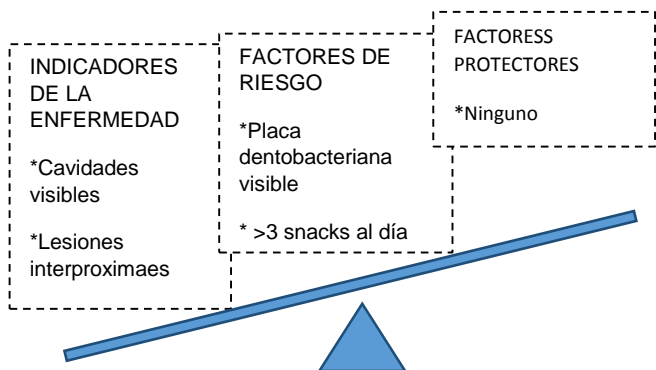 INDICADORES
DE LA
ENFERMEDAD
*Cavidades
visibles
*Lesiones
interproximaes
FACTORES DE
RIESGO
*Placa
dentobacteriana
visible
* >3 snacks al día
FACTORESS
PROTECTORES
*Ninguno